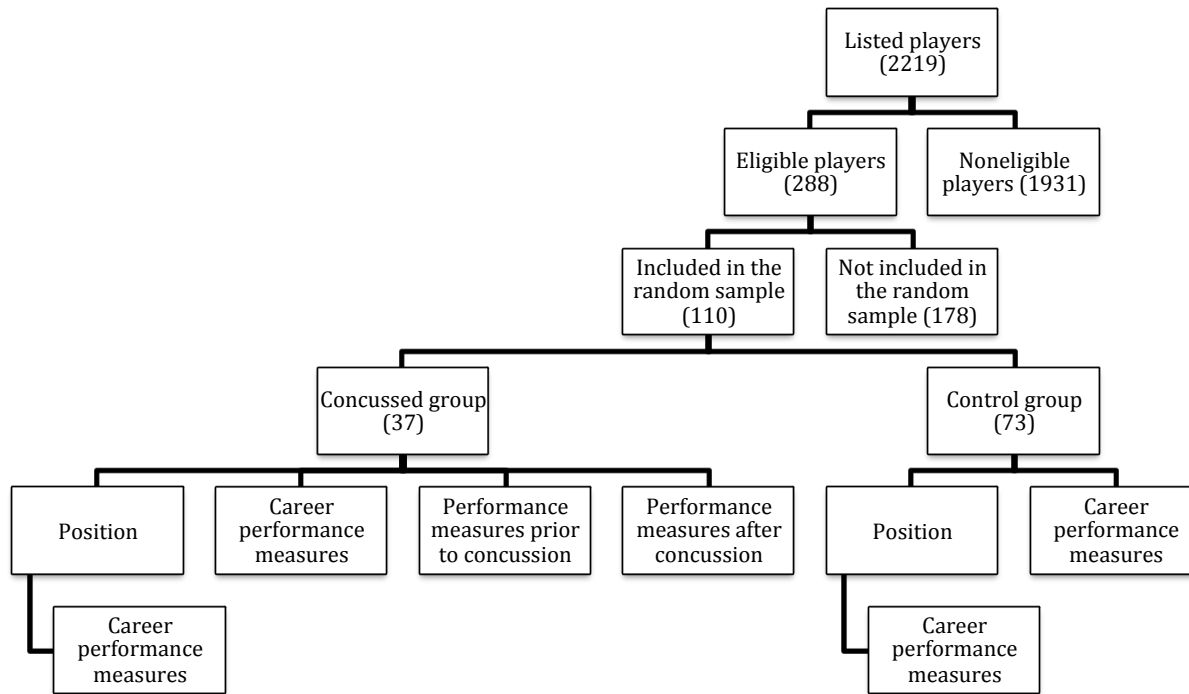 Listed players
(2219)
Eligible players
(288)
Noneligible
players (1931)
Included in the
random sample
(110)
Not included in
the random
sample (178)
Concussed group
(37)
Control group
(73)
Position
Career
performance
measures
Performance
measures prior
to concussion
Performance
measures after
concussion
Position
Career
performance
measures
Career
performance
measures
Career
performance
measures